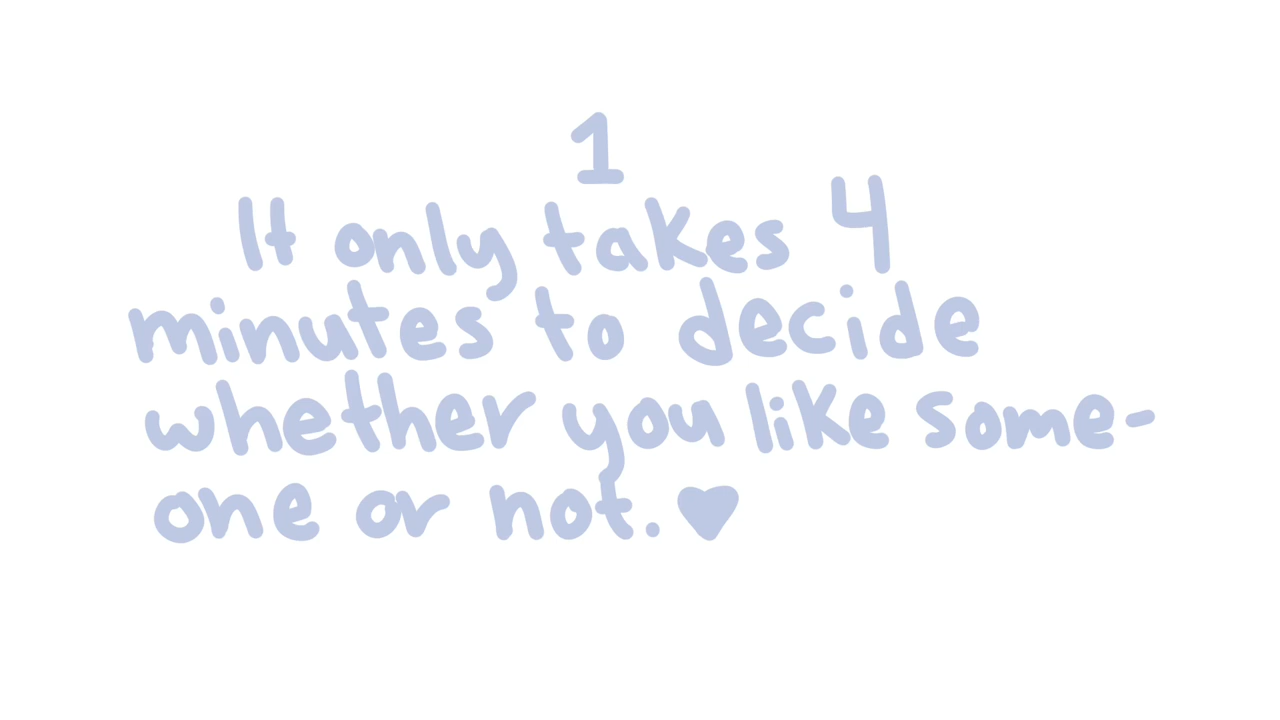 1
It only takes 4
minutes to decide
whether you like some-
one or not. ♥